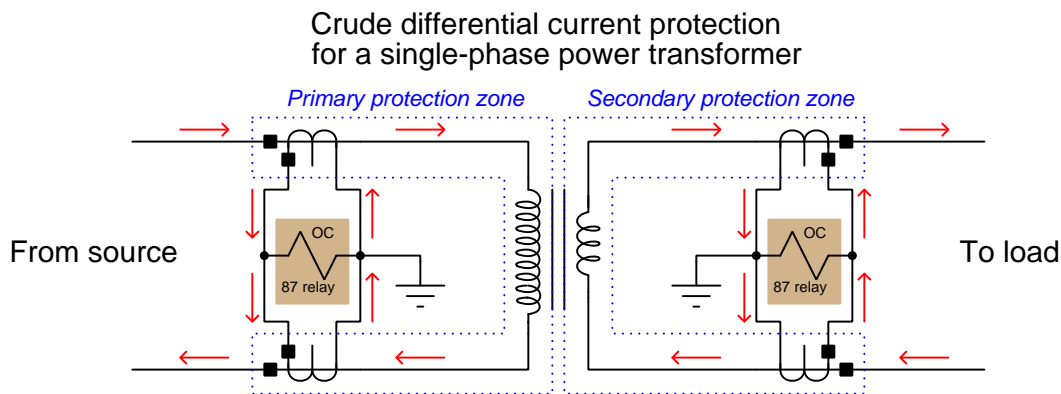 Crude differential current protection
for a single-phase power transformer
Primary protection zone
Secondary protection zone
OC
87 relay
OC
87 relay
From source
To load